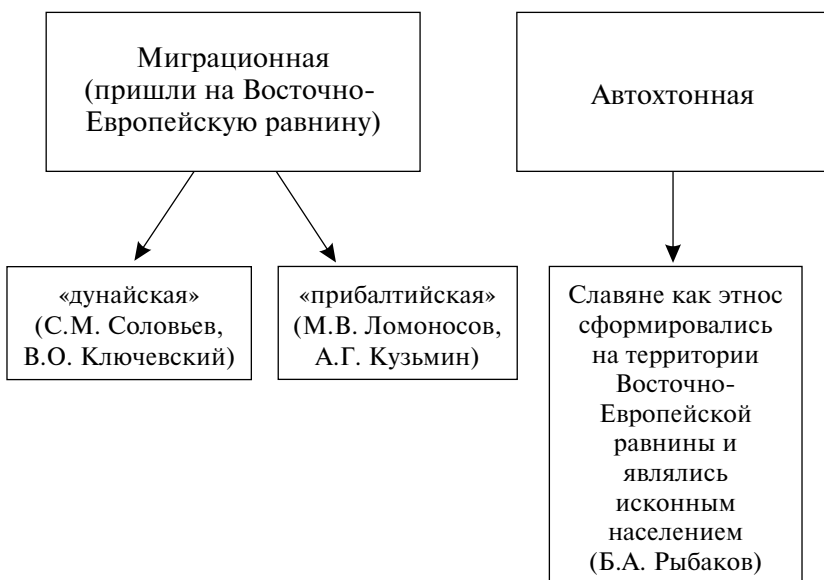 Миграционная
(пришли на Восточно-
Европейскую равнину)
Автохтонная
«дунайская»
(С.М. Соловьев,
В.О. Ключевский)
«прибалтийская»
(М.В. Ломоносов,
А.Г. Кузьмин)
Славяне как этнос
сформировались
на территории
Восточно-
Европейской
равнины и
являлись
исконным
населением
(Б.А. Рыбаков)